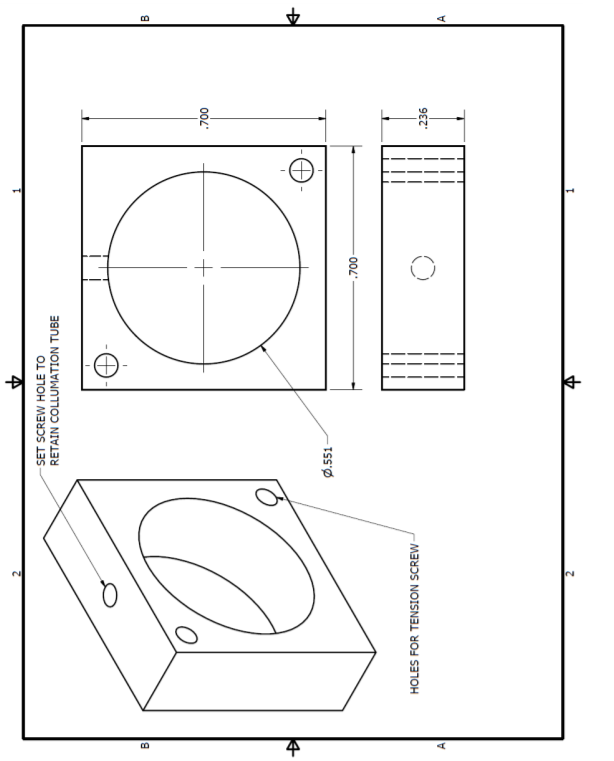 2
1
B
B
A
A
2
1
SET SCREW HOLE TO
RETAIN COLLUMATION TUBE
HOLES FOR TENSION SCREW
Ø.551
.700
.700
.236